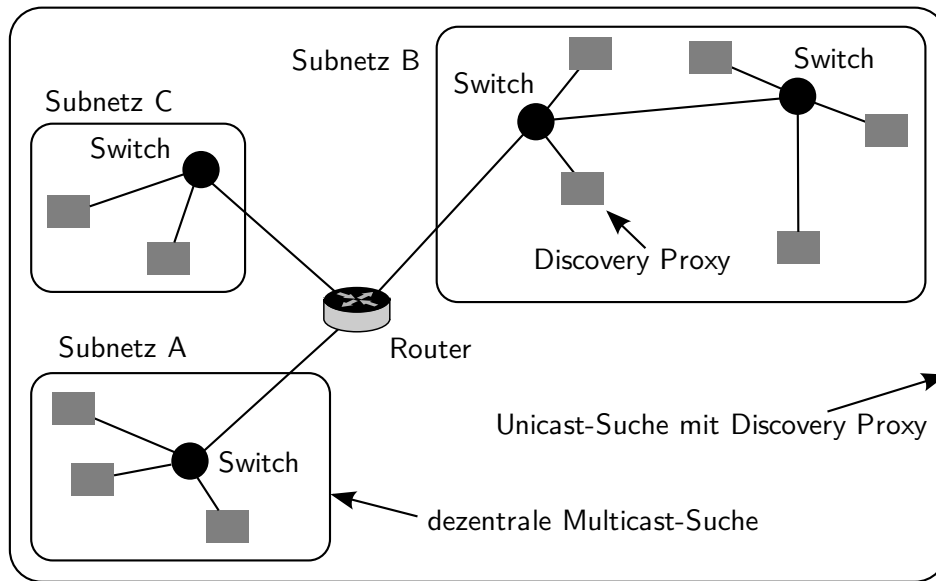 Subnetz B
Switch
Switch
Subnetz C
Switch
Discovery Proxy
Subnetz A
Router
Unicast-Suche mit Discovery Proxy
Switch
dezentrale Multicast-Suche